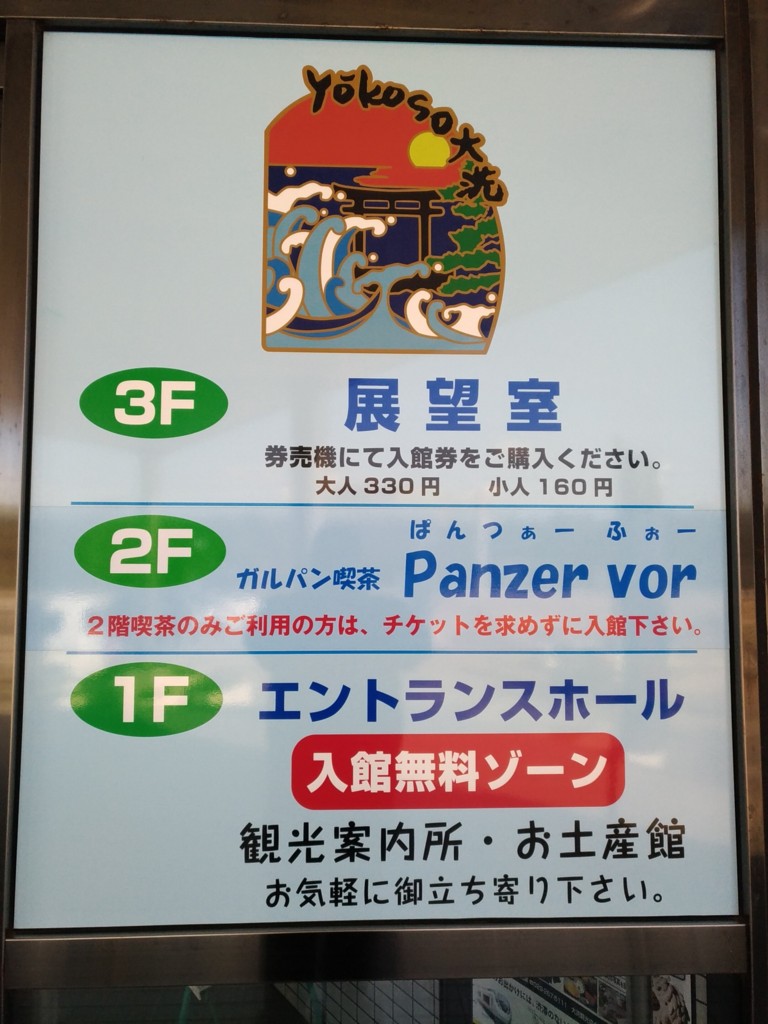 Yōkoso大洗
3F 展望室
券売機にて入館券をご購入ください。
大人330円 小人160円
ぱんつぁー ふぉー
2F ガルパン喫茶 Panzer vor
2階喫茶のみご利用の方は、チケットを求めずに入館下さい。
1F エントランスホール
入館無料ゾーン
観光案内所・お土産館
お気軽に御立ち寄り下さい。